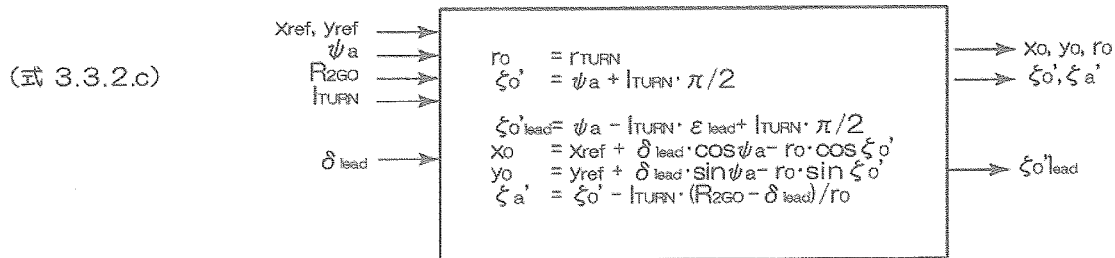 (式 3.3.2.c)
xref, yref
ψa
R2GO
ITURN
δlead
ro = rTURN
ζo' = ψa + ITURN・π/2
ζo'lead = ψa - ITURN・εlead + ITURN・π/2
xo = xref + δlead・cosψa - ro・cosζo'
yo = yref + δlead・sinψa - ro・sinζo'
ζa' = ζo' - ITURN・(R2GO - δlead)/ro
xo, yo, ro
ζo', ζa'
ζo'lead